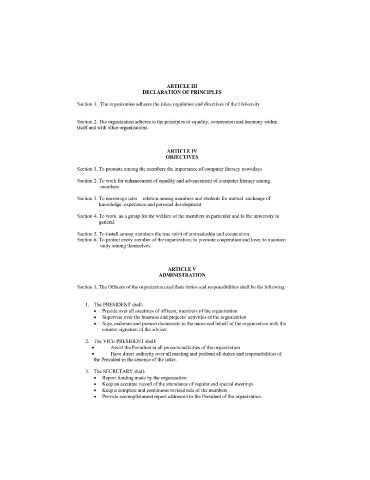 ARTICLE III
DECLARATION OF PRINCIPLES
Section 1. The organization adheres the rules, regulation and directives of the University
Section 2. The organization adheres to the principles of equality, cooperation and harmony within
itself and with other organizations.
ARTICLE IV
OBJECTIVES
Section 1. To promote among the members the importance of computer literacy nowadays
Section 2. To work for enhancement of equality and advancement of computer literacy among
members
Section 3. To encourage inter - relation among members and students for mutual exchange of
knowledge, experience and personal development
Section 4. To work as a group for the welfare of the members in particular and to the university in
general.
Section 5. To install among members the true spirit of comradeship and cooperation.
Section 6. To protect every member of the organization; to promote cooperation and love; to maintain
unity among themselves.
ARTICLE V
ADMINISTRATION
Section 1, The Officers of the organization and their duties and responsibilities shall be the following:
1. The PRESIDENT shall:
• Preside over all meetings of officers, members of the organization
• Supervise over the business and projects/ activities of the organization
• Sign, endorses and present documents in the name and behalf of the organization with the
counter signature of the adviser.
2. The VICE PRESIDENT shall:
• Assist the President in all projects/activities of the organization
• Have direct authority over all meeting and perform all duties and responsibilities of
the President in the absence of the latter.
3. The SECRETARY shall:
• Report funding made by the organization
• Keep an accurate record of the attendance of regular and special meetings
• Keep a complete and continuous revised rule of the members
• Provide accomplishment report addressed to the President of the organization.